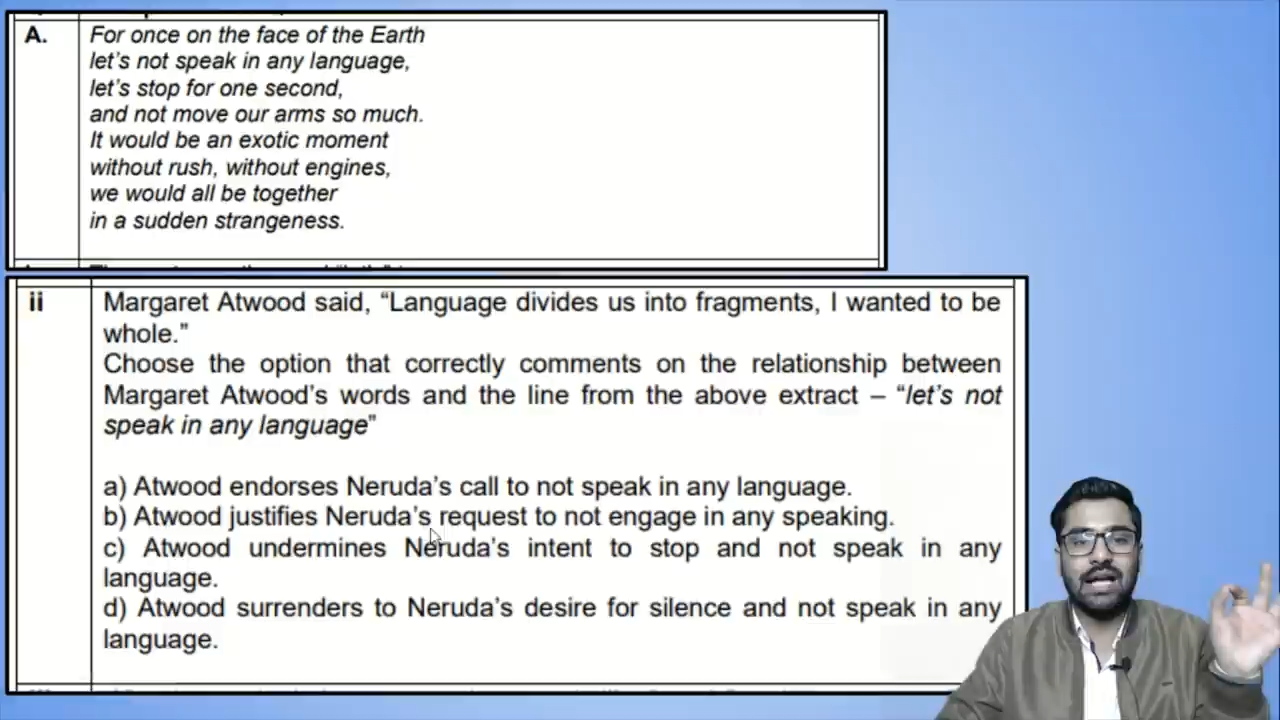 A.
For once on the face of the Earth
let's not speak in any language,
let's stop for one second,
and not move our arms so much.
It would be an exotic moment
without rush, without engines,
we would all be together
in a sudden strangeness.
ii
Margaret Atwood said, “Language divides us into fragments, I wanted to be
whole.”
Choose the option that correctly comments on the relationship between
Margaret Atwood’s words and the line from the above extract – “let’s not
speak in any language”
a) Atwood endorses Neruda’s call to not speak in any language.
b) Atwood justifies Neruda’s request to not engage in any speaking.
c) Atwood undermines Neruda’s intent to stop and not speak in any
language.
d) Atwood surrenders to Neruda’s desire for silence and not speak in any
language.